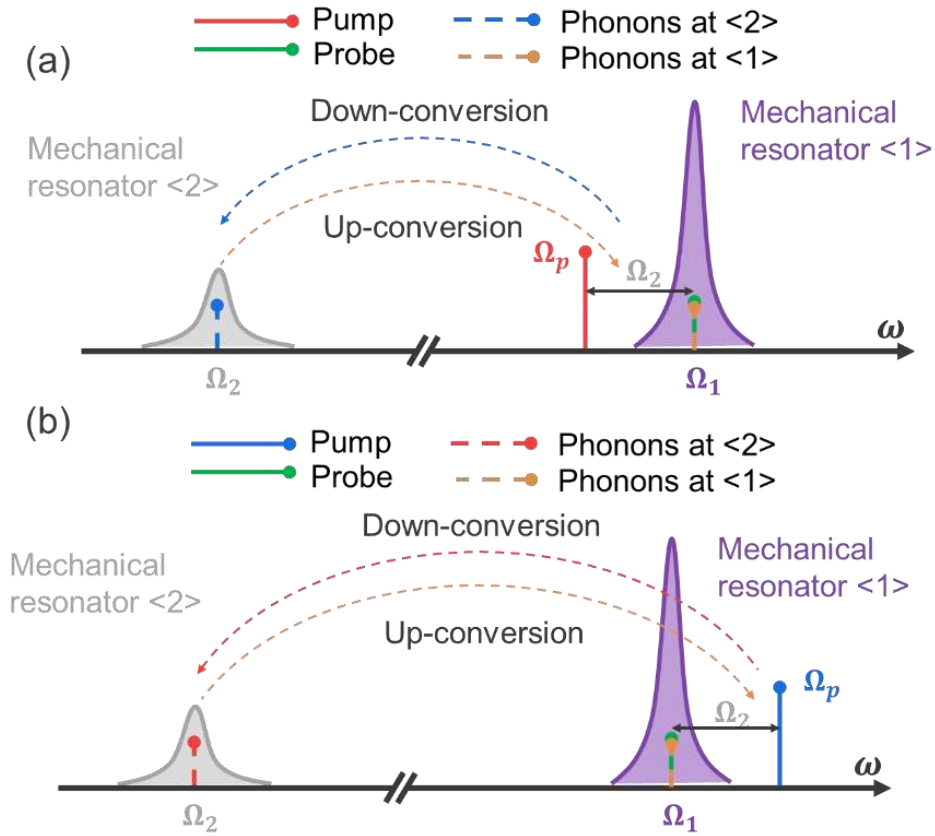 (a)
Pump
Phonons at <2>
Probe
Phonons at <1>
Down-conversion
Mechanical
resonator <2>
Mechanical
resonator <1>
Up-conversion
Ωₚ
Ω₂
ω
Ω₂
Ω₁
(b)
Pump
Phonons at <2>
Probe
Phonons at <1>
Down-conversion
Mechanical
resonator <2>
Mechanical
resonator <1>
Up-conversion
Ωₚ
Ω₂
ω
Ω₂
Ω₁